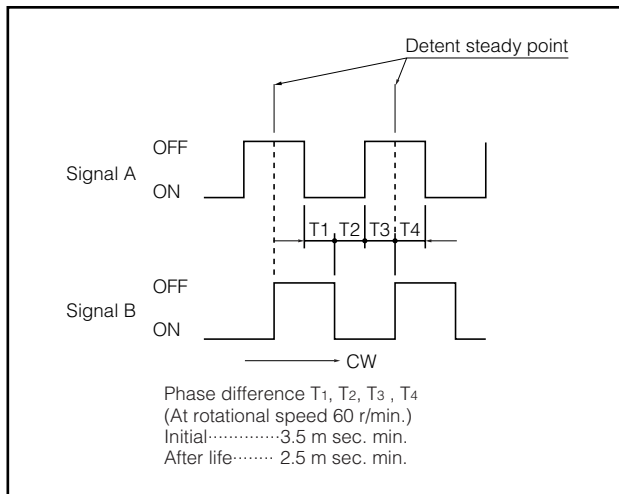 Detent steady point
OFF
Signal A
ON
T1 T2 T3 T4
OFF
Signal B
ON
CW
Phase difference T1, T2, T3 , T4
(At rotational speed 60 r/min.)
Initial··············3.5 m sec. min.
After life········ 2.5 m sec. min.